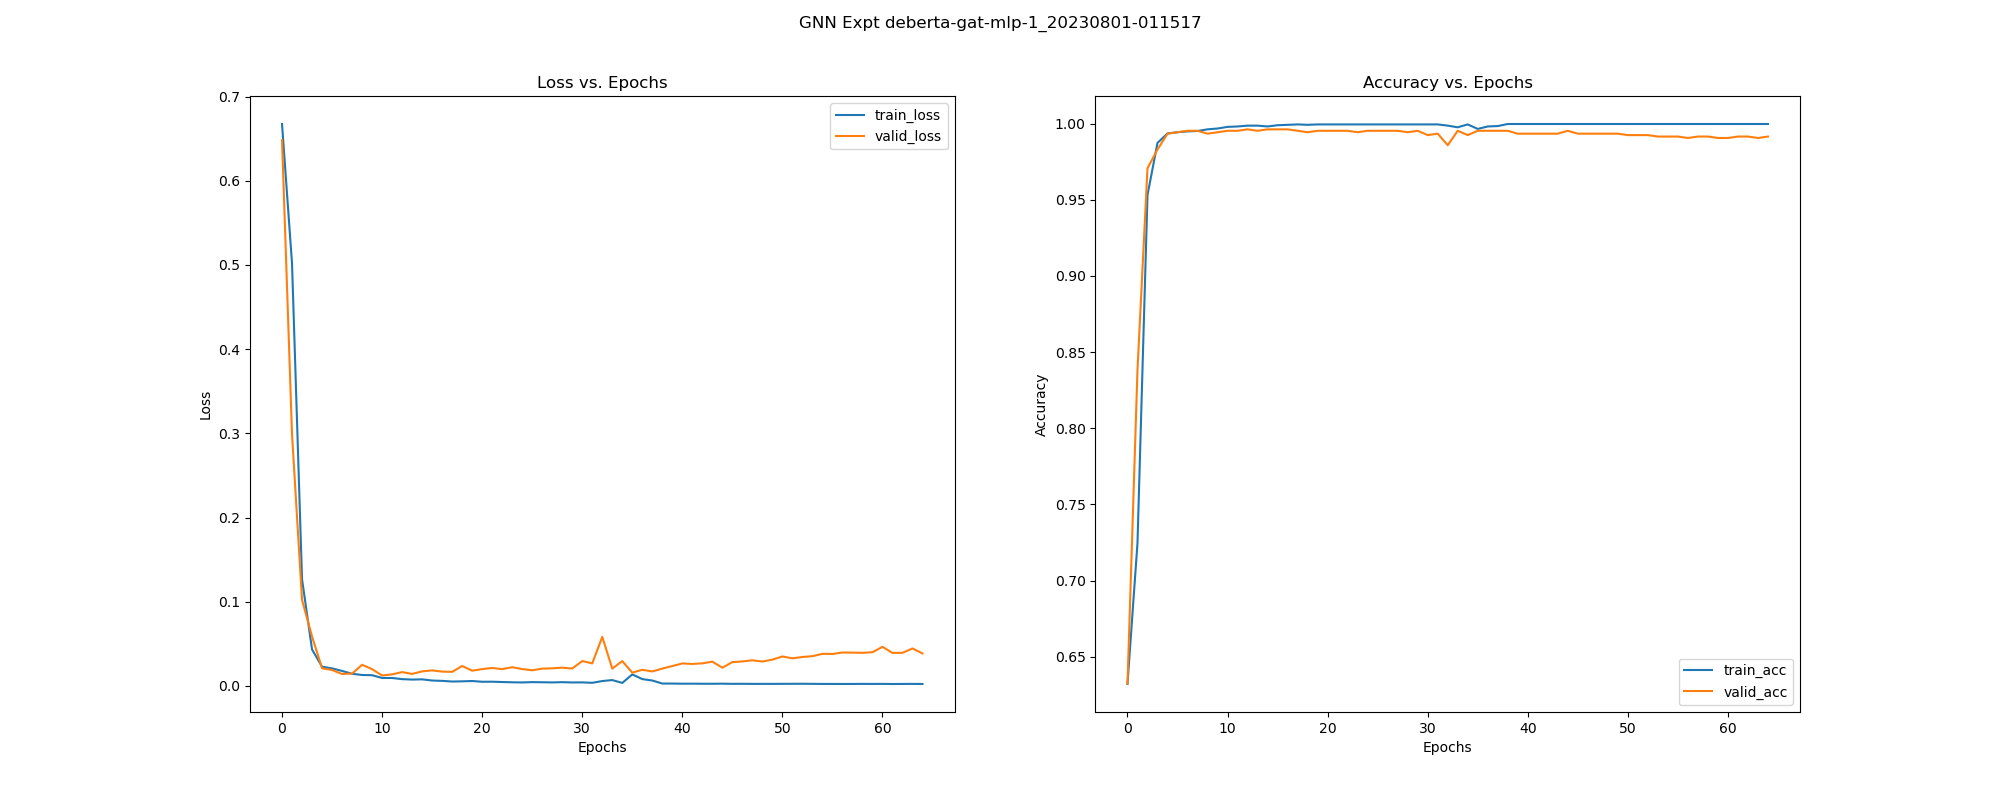 GNN Expt deberta-gat-mlp-1_20230801-011517
Loss vs. Epochs
0.7
0.6
0.5
0.4
0.3
0.2
0.1
0.0
Loss
0 10 20 30 40 50 60
Epochs
train_loss
valid_loss
Accuracy vs. Epochs
1.00
0.95
0.90
0.85
0.80
0.75
0.70
0.65
Accuracy
0 10 20 30 40 50 60
Epochs
train_acc
valid_acc